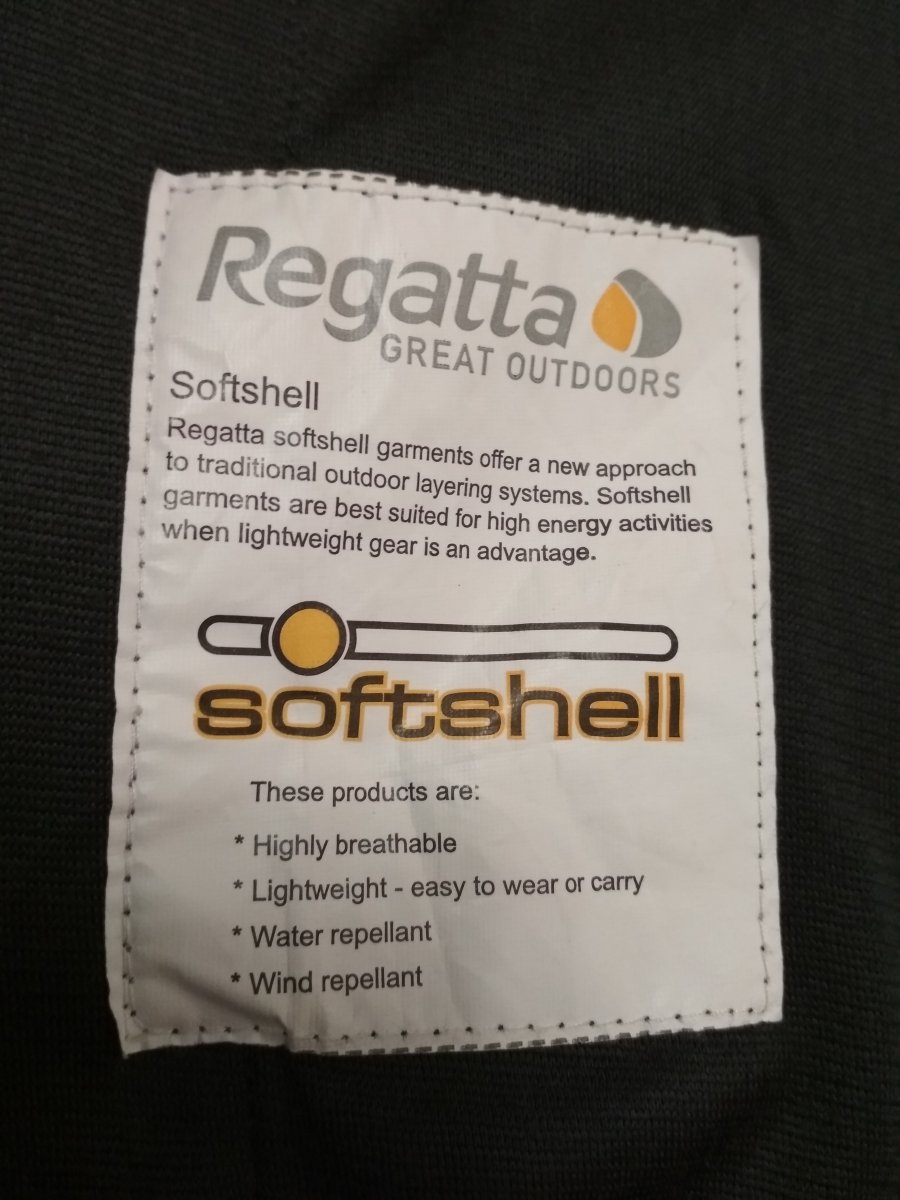 Regatta
GREAT OUTDOORS
Softshell
Regatta softshell garments offer a new approach
to traditional outdoor layering systems. Softshell
garments are best suited for high energy activities
when lightweight gear is an advantage.
softshell
These products are:
* Highly breathable
* Lightweight - easy to wear or carry
* Water repellant
* Wind repellant